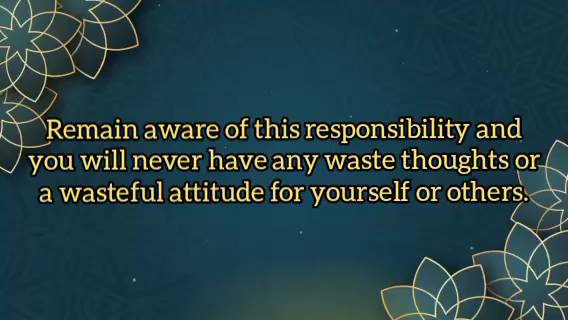 Remain aware of this responsibility and
you will never have any waste thoughts or
a wasteful attitude for yourself or others.